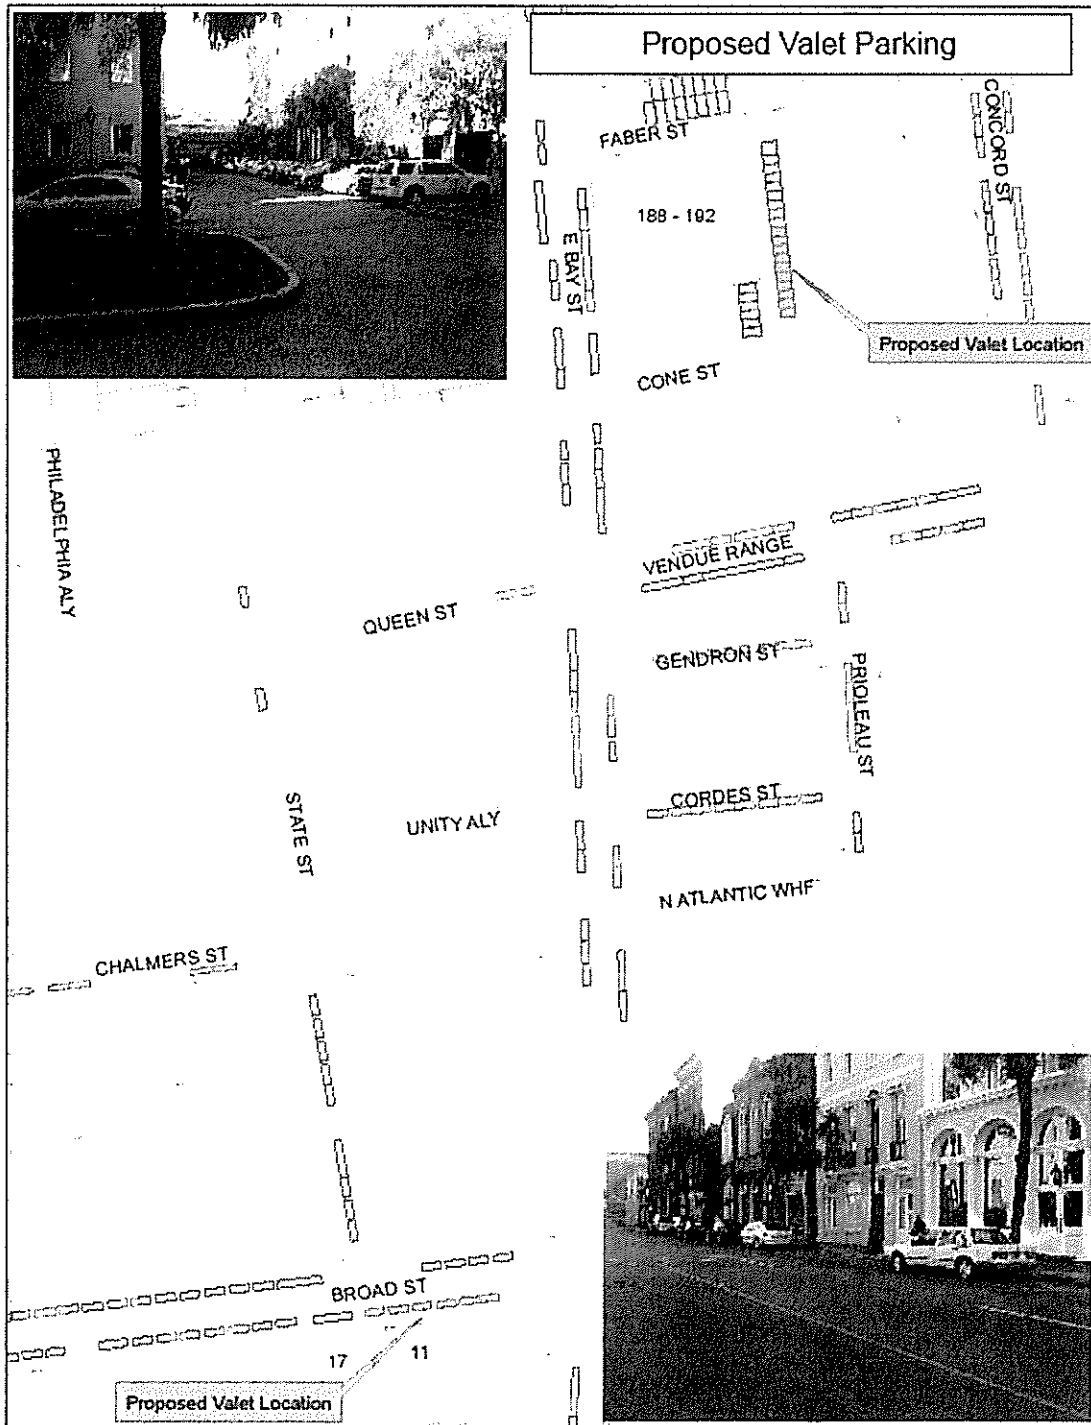 Proposed Valet Parking
FABER ST
CONCORD ST
188 - 192
E BAY ST
Proposed Valet Location
CONE ST
PHILADELPHIA ALY
VENDUE RANGE
QUEEN ST
GENDRON ST
PRIOLEAU ST
STATE ST
UNITY ALY
CORDES ST
N ATLANTIC WHF
CHALMERS ST
BROAD ST
17
11
Proposed Valet Location